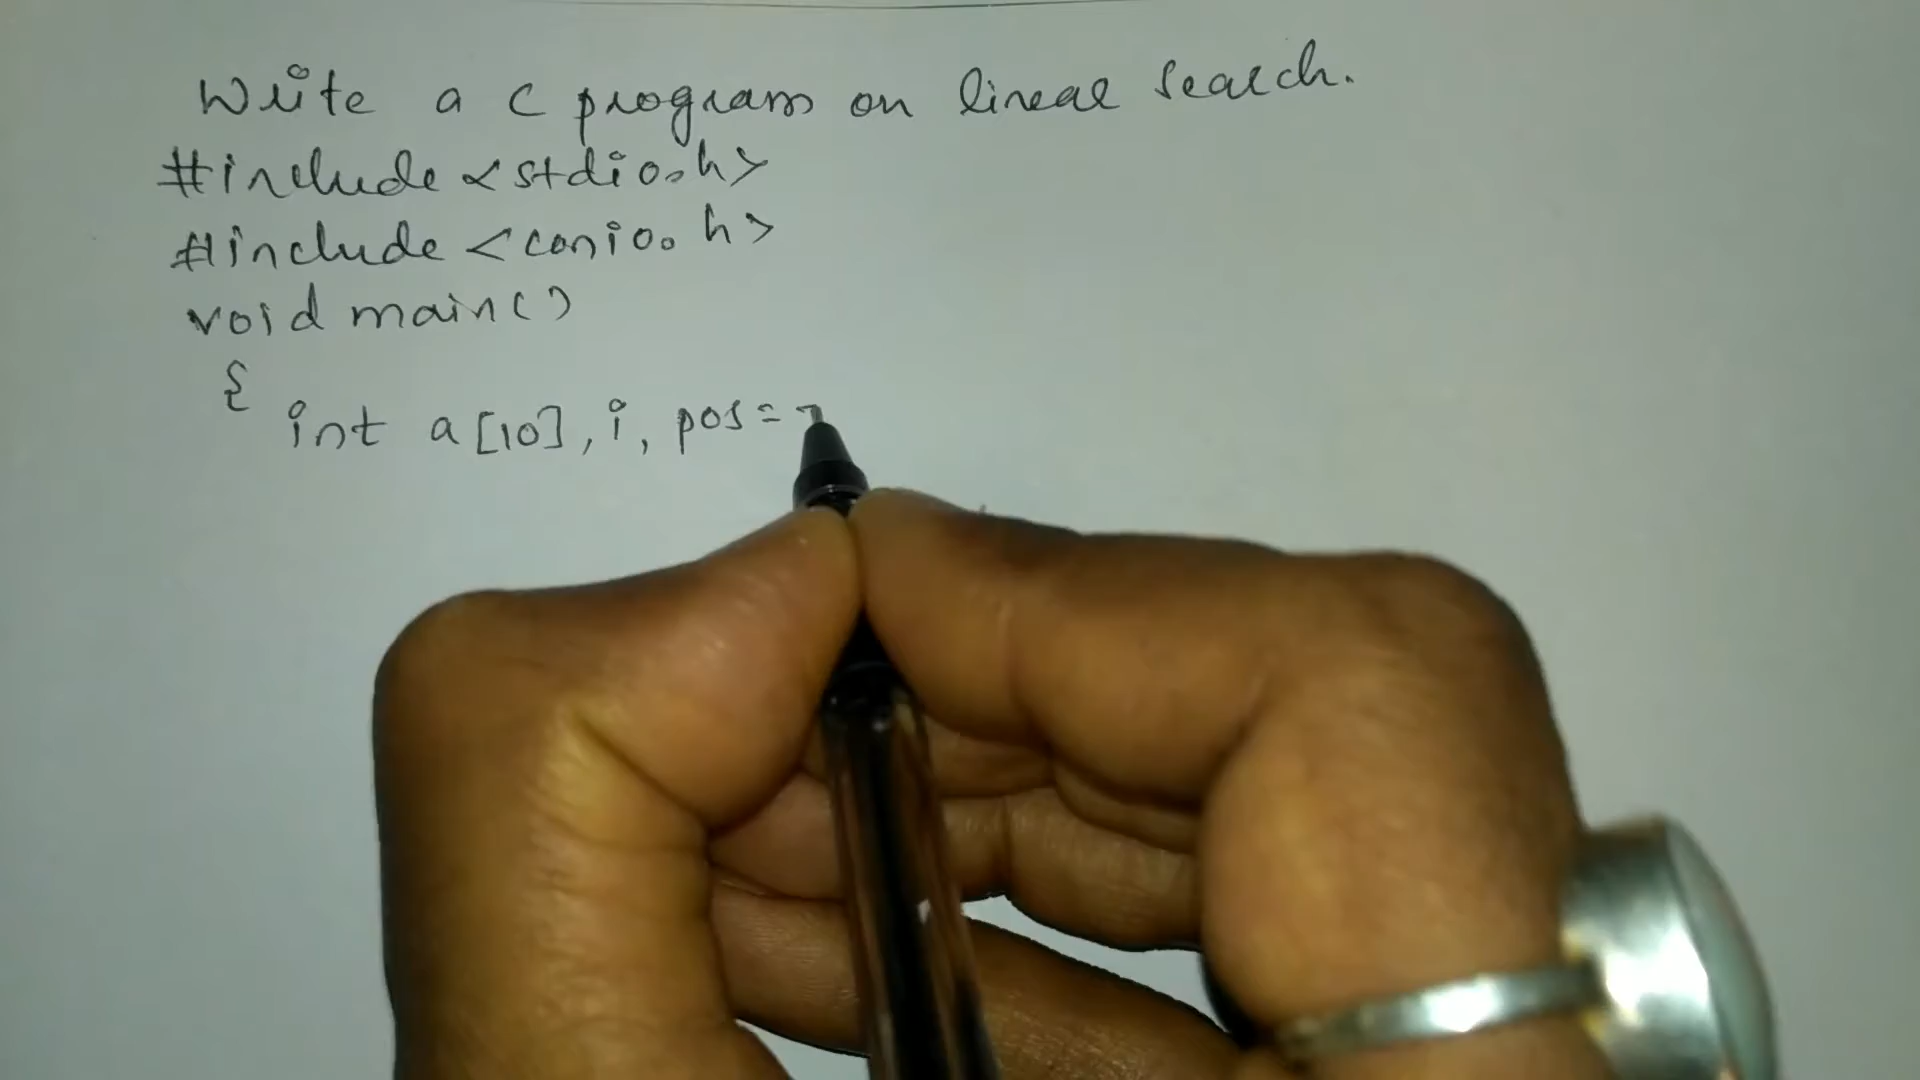 Write a C program on linear search.
#include <stdio.h>
#include <conio.h>
void main()
{
int a[10], i, pos = -